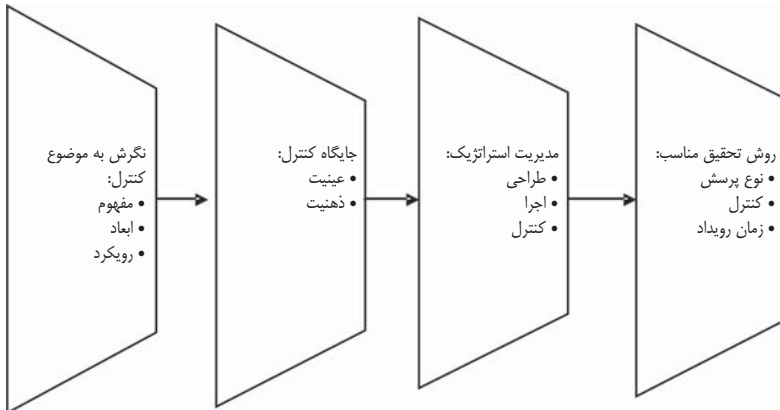 نگرش به موضوع
کنترل:
• مفهوم
• ابعاد
• رویکرد
جایگاه کنترل:
• عینیت
• ذهنیت
مدیریت استراتژیک:
• طراحی
• اجرا
• کنترل
روش تحقیق مناسب:
• نوع پرسش
• کنترل
• زمان رویداد